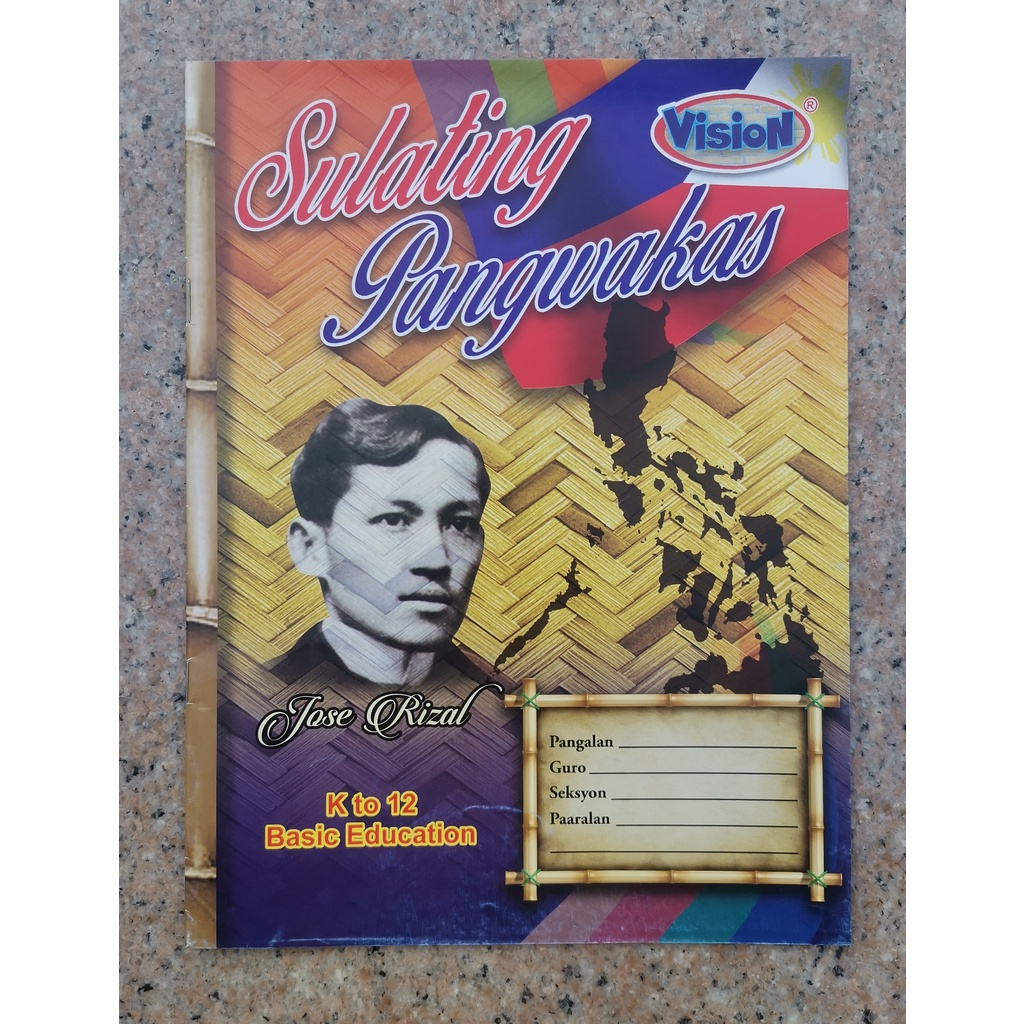 Sulating
Pangwakas
VisioN ®
Jose Rizal
K to 12
Basic Education
Pangalan
Guro
Seksyon
Paaralan